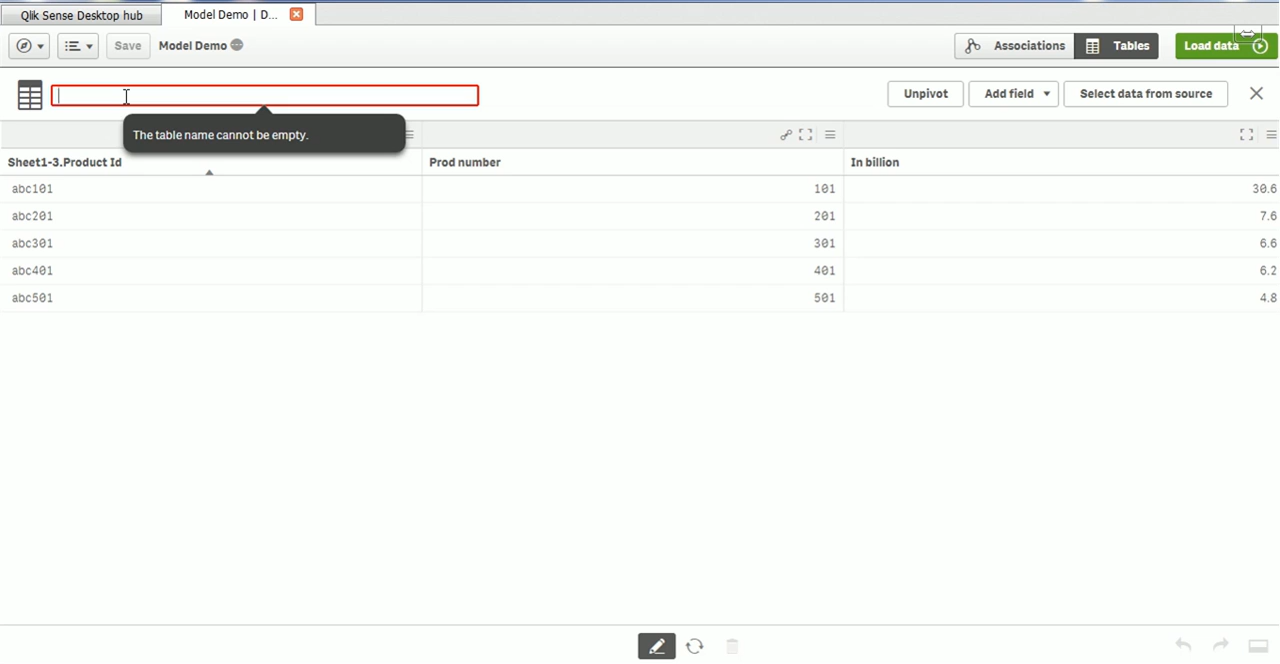 Qlik Sense Desktop hub
Model Demo | D...
Save
Model Demo
Associations
Tables
Load data
Unpivot
Add field
Select data from source
The table name cannot be empty.
Sheet1-3.Product Id Prod number In billion
abc101 101 30.6
abc201 201 7.6
abc301 301 6.6
abc401 401 6.2
abc501 501 4.8